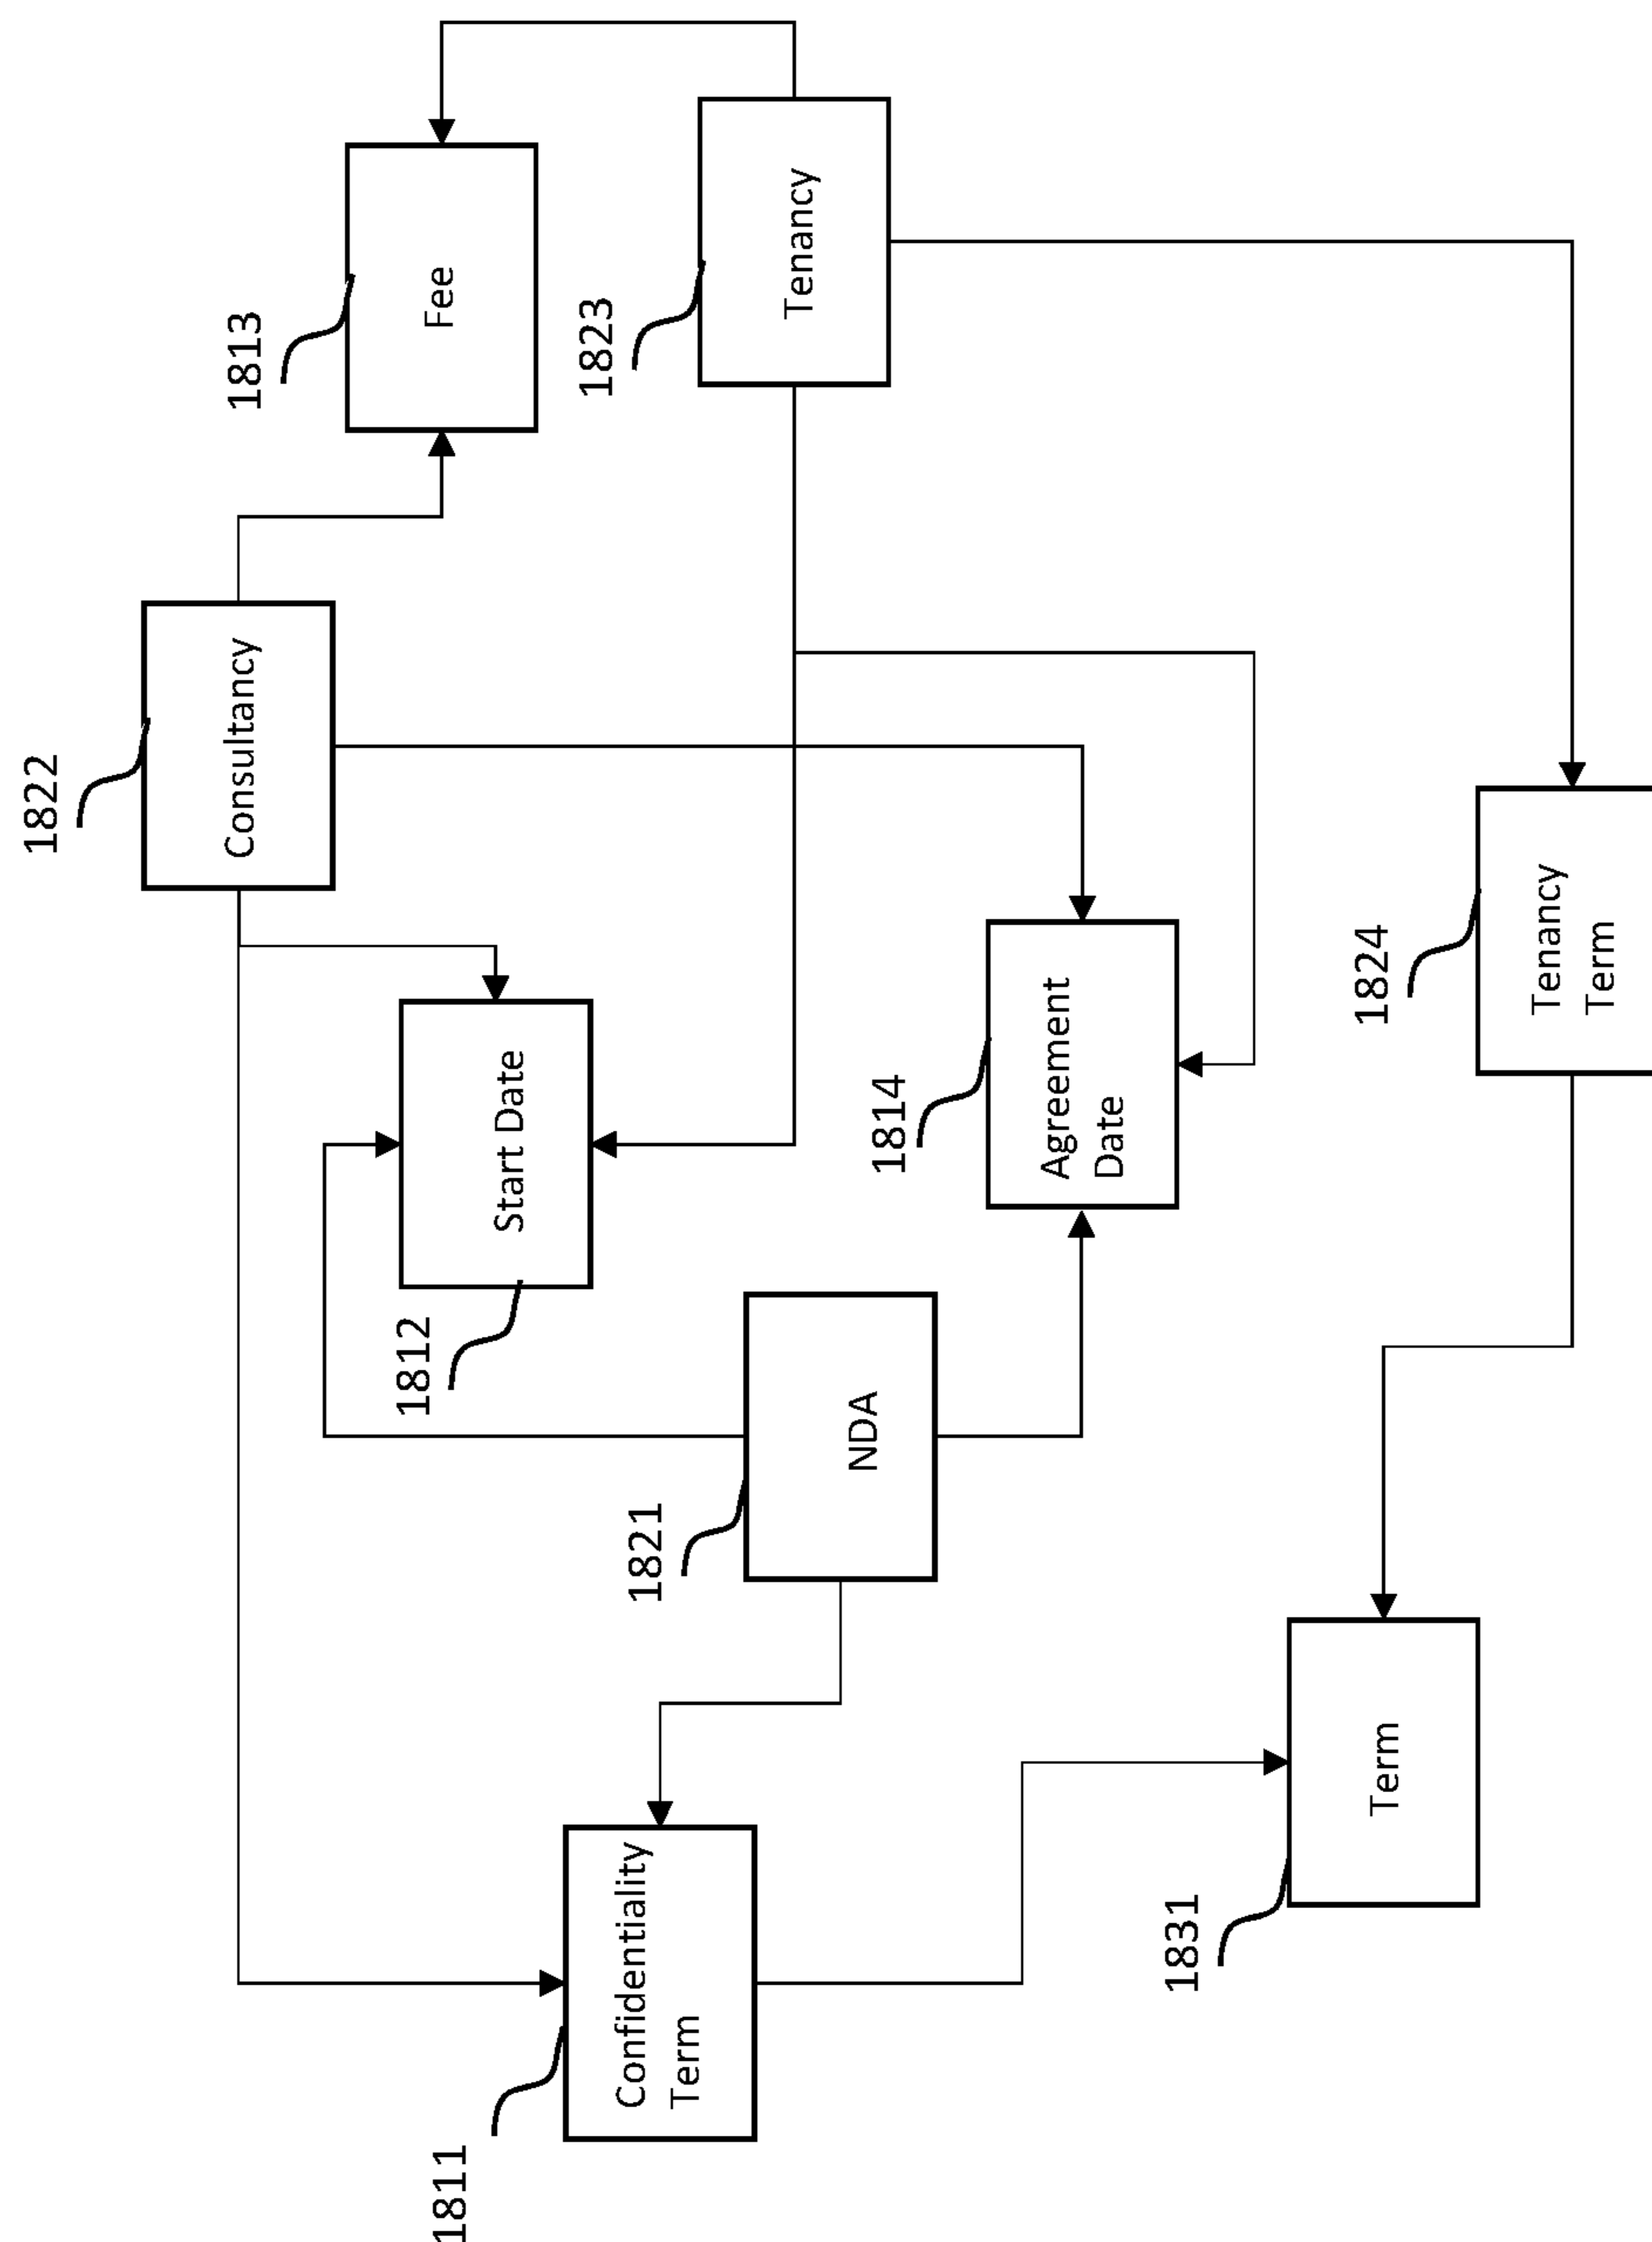 1822
Consultancy
1813
Fee
1812
Start Date
1811
Confidentiality
Term
1823
Tenancy
1821
NDA
1814
Agreement
Date
1831
Term
1824
Tenancy
Term